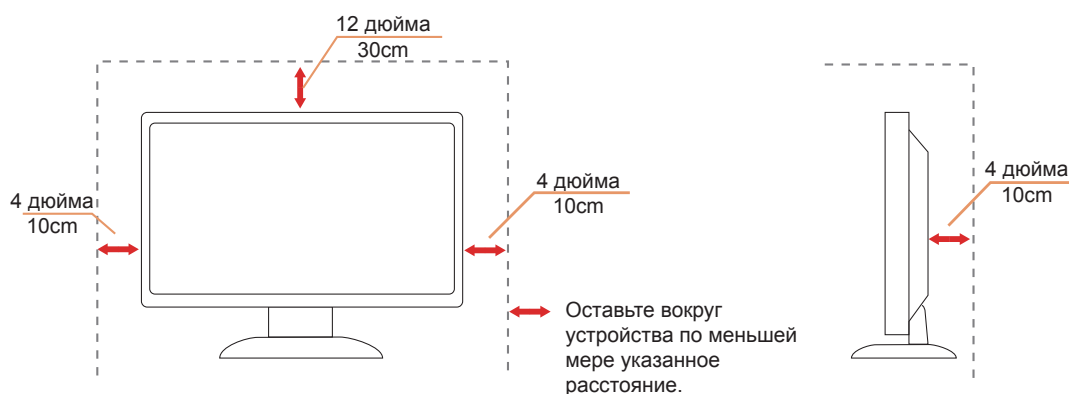 12 дюйма
30cm
4 дюйма
10cm
4 дюйма
10cm
4 дюйма
10cm
Оставьте вокруг
устройства по меньшей
мере указанное
расстояние.